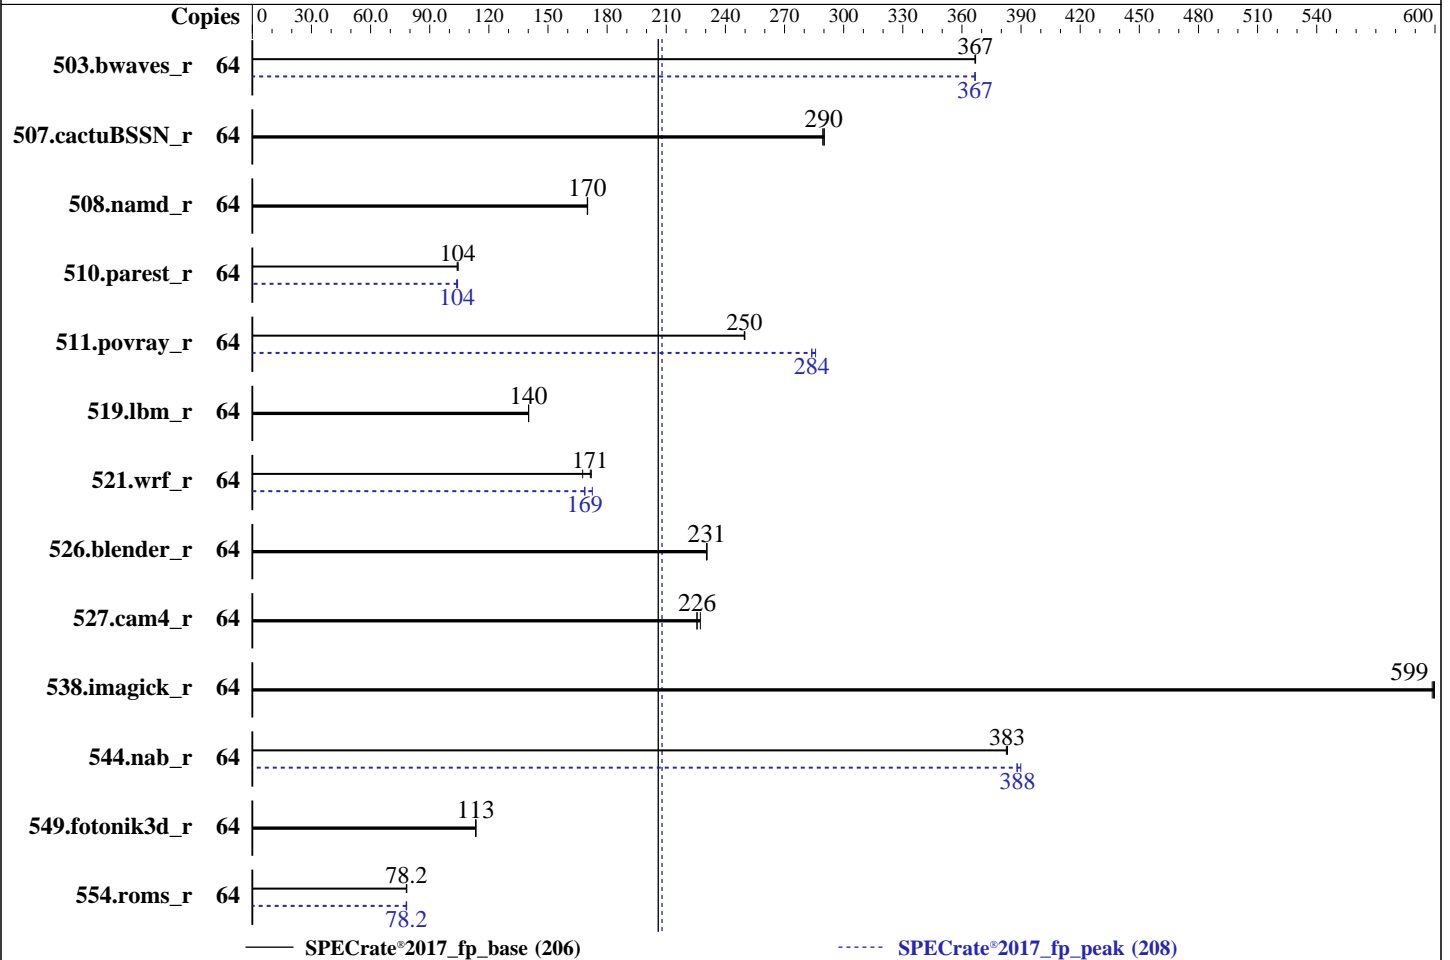 Copies 0 30.0 60.0 90.0 120 150 180 210 240 270 300 330 360 390 420 450 480 510 540 600
503.bwaves_r 64 367
367
507.cactuBSSN_r 64 290
508.namd_r 64 170
510.parest_r 64 104
104
511.povray_r 64 250
284
519.lbm_r 64 140
521.wrf_r 64 171
169
526.blender_r 64 231
527.cam4_r 64 226
538.imagick_r 64 599
544.nab_r 64 383
388
549.fotonik3d_r 64 113
554.roms_r 64 78.2
78.2
SPECrate®2017_fp_base (206) SPECrate®2017_fp_peak (208)